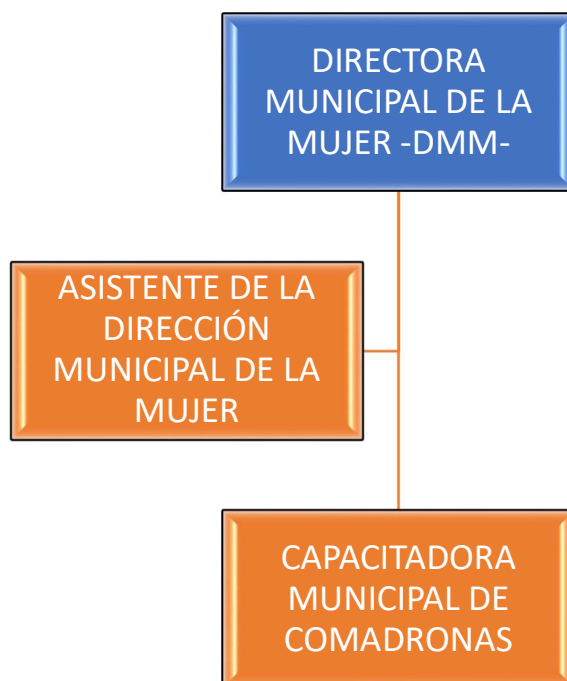 DIRECTORA
MUNICIPAL DE LA
MUJER -DMM-
ASISTENTE DE LA
DIRECCIÓN
MUNICIPAL DE LA
MUJER
CAPACITADORA
MUNICIPAL DE
COMADRONAS